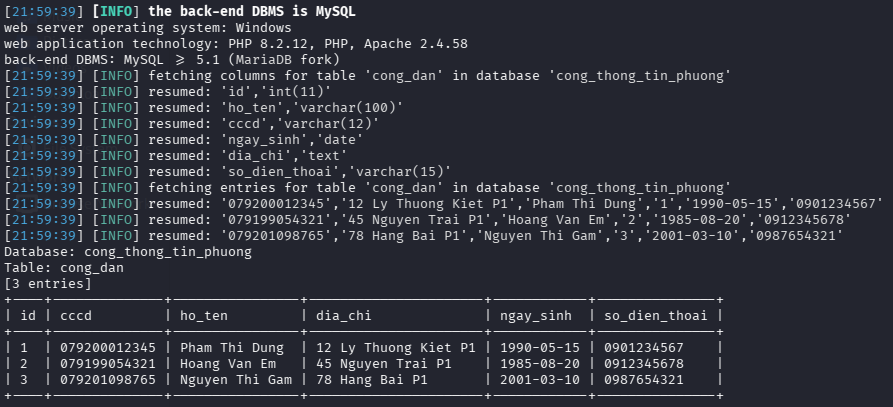 [21:59:39] [INFO] the back-end DBMS is MySQL
web server operating system: Windows
web application technology: PHP 8.2.12, PHP, Apache 2.4.58
back-end DBMS: MySQL ≥ 5.1 (MariaDB fork)
[21:59:39] [INFO] fetching columns for table 'cong_dan' in database 'cong_thong_tin_phuong'
[21:59:39] [INFO] resumed: 'id','int(11)'
[21:59:39] [INFO] resumed: 'ho_ten','varchar(100)'
[21:59:39] [INFO] resumed: 'cccd','varchar(12)'
[21:59:39] [INFO] resumed: 'ngay_sinh','date'
[21:59:39] [INFO] resumed: 'dia_chi','text'
[21:59:39] [INFO] resumed: 'so_dien_thoai','varchar(15)'
[21:59:39] [INFO] fetching entries for table 'cong_dan' in database 'cong_thong_tin_phuong'
[21:59:39] [INFO] resumed: '079200012345','12 Ly Thuong Kiet P1','Pham Thi Dung','1','1990-05-15','0901234567'
[21:59:39] [INFO] resumed: '079199054321','45 Nguyen Trai P1','Hoang Van Em','2','1985-08-20','0912345678'
[21:59:39] [INFO] resumed: '079201098765','78 Hang Bai P1','Nguyen Thi Gam','3','2001-03-10','0987654321'
Database: cong_thong_tin_phuong
Table: cong_dan
[3 entries]
+----+--------------+----------------+----------------------+------------+---------------+
| id | cccd         | ho_ten         | dia_chi              | ngay_sinh  | so_dien_thoai |
+----+--------------+----------------+----------------------+------------+---------------+
| 1  | 079200012345 | Pham Thi Dung  | 12 Ly Thuong Kiet P1 | 1990-05-15 | 0901234567    |
| 2  | 079199054321 | Hoang Van Em   | 45 Nguyen Trai P1    | 1985-08-20 | 0912345678    |
| 3  | 079201098765 | Nguyen Thi Gam | 78 Hang Bai P1       | 2001-03-10 | 0987654321    |
+----+--------------+----------------+----------------------+------------+---------------+